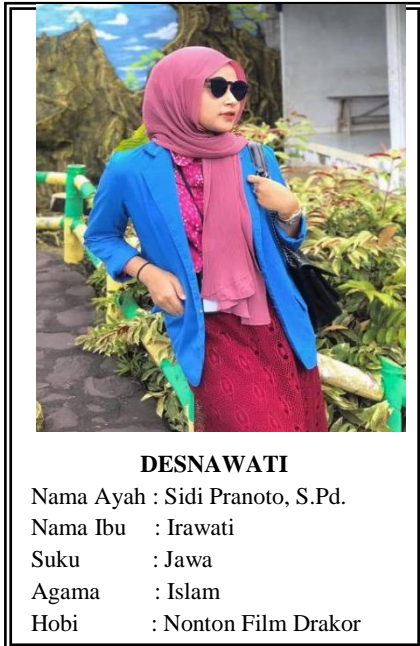 DESNAWATI
Nama Ayah : Sidi Pranoto, S.Pd.
Nama Ibu : Irawati
Suku : Jawa
Agama : Islam
Hobi : Nonton Film Drakor